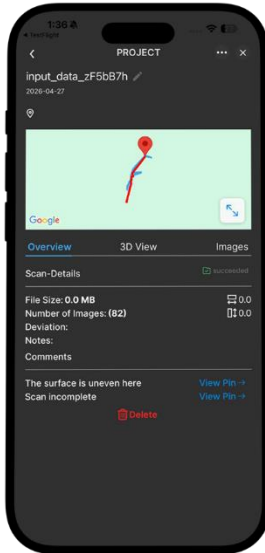 1:36
TestFlight
PROJECT
input_data_zF5bB7h
2026-04-27
Google
Overview 3D View Images
Scan-Details succeeded
File Size: 0.0 MB 0.0
Number of Images: (82) 0.0
Deviation:
Notes:
Comments
The surface is uneven here View Pin →
Scan incomplete View Pin →
Delete